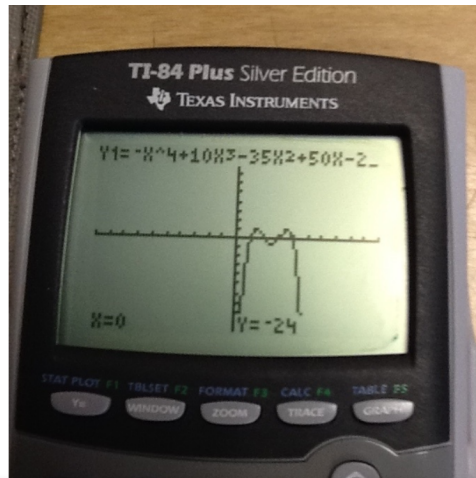 TI-84 Plus Silver Edition
TEXAS INSTRUMENTS
Y1=-X^4+10X³-35X²+50X-2_
X=0 Y=-24
STAT PLOT F1 TBLSET F2 FORMAT F3 CALC F4 TABLE F5
Y= WINDOW ZOOM TRACE GRAPH